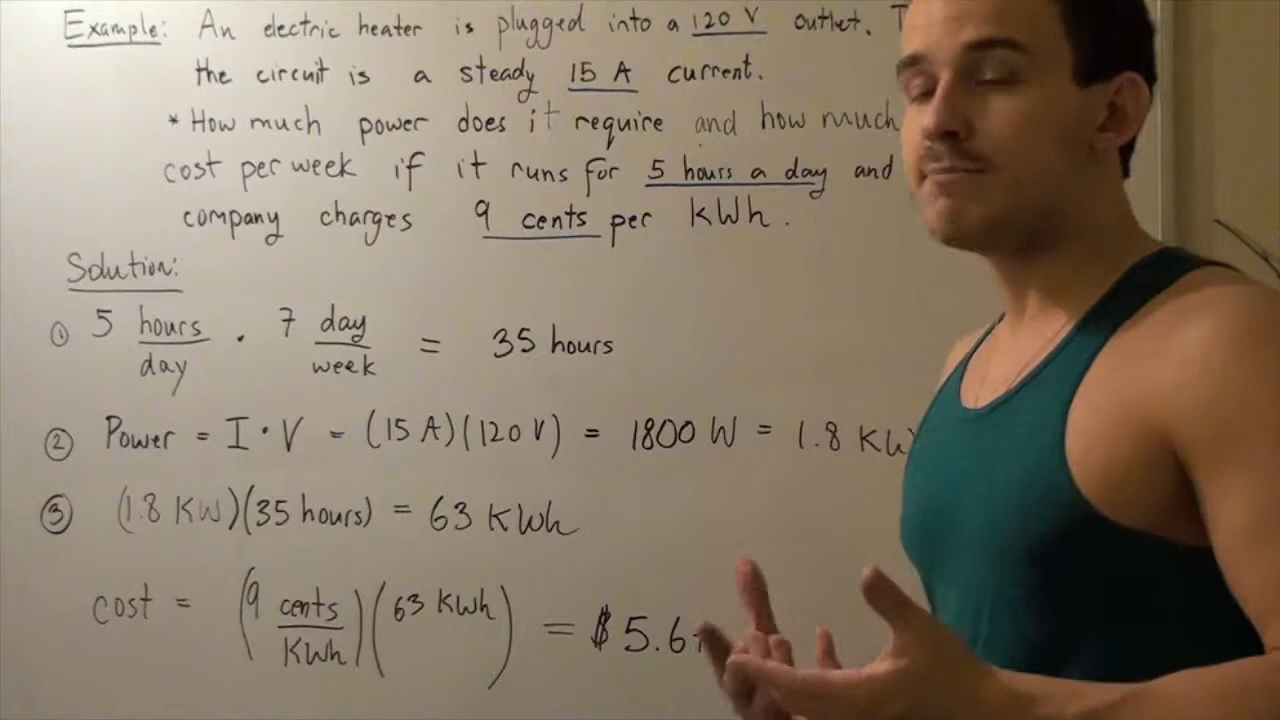 Example: An electric heater is plugged into a 120 V outlet. T
the circuit is a steady 15 A current.
* How much power does it require and how much
cost per week if it runs for 5 hours a day and
company charges 9 cents per kWh.
Solution:
① 5 hours/day · 7 day/week = 35 hours
② Power = I · V = (15 A)(120 V) = 1800 W = 1.8 KW
③ (1.8 KW)(35 hours) = 63 KWh
cost = (9 cents/KWh)(63 KWh) = $5.6